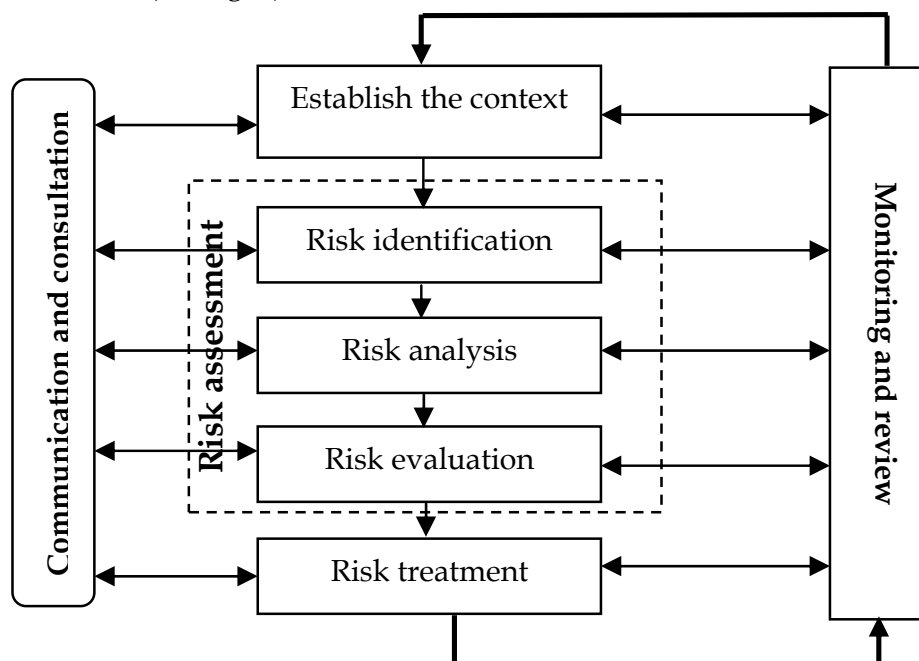 Establish the context
Communication and consultation
Risk assessment
Risk identification
Risk analysis
Risk evaluation
Risk treatment
Monitoring and review